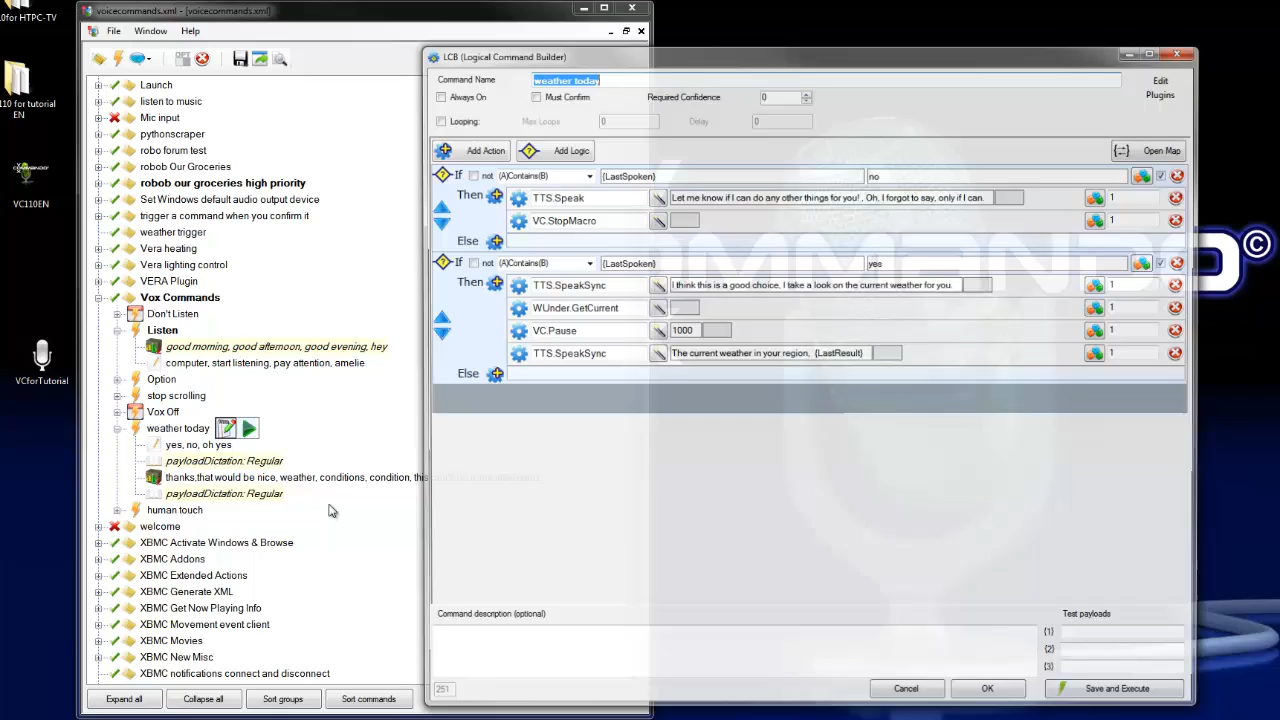 0for HTPC-TV
110 for tutorial
EN
VC110EN
VCforTutorial
voicecommands.xml - [voicecommands.xml]
File Window Help
OPT
Launch
listen to music
Mic input
pythonscraper
robo forum test
robob Our Groceries
robob our groceries high priority
Set Windows default audio output device
trigger a command when you confirm it
weather trigger
Vera heating
Vera lighting control
VERA Plugin
Vox Commands
Don't Listen
Listen
good morning, good afternoon, good evening, hey
computer, start listening, pay attention, amelie
Option
stop scrolling
Vox Off
weather today
yes, no, oh yes
payloadDictation: Regular
thanks,that would be nice, weather, conditions, condition, this
payloadDictation: Regular
human touch
welcome
XBMC Activate Windows & Browse
XBMC Addons
XBMC Extended Actions
XBMC Generate XML
XBMC Get Now Playing Info
XBMC Movement event client
XBMC Movies
XBMC New Misc
XBMC notifications connect and disconnect
Expand all Collapse all Sort groups Sort commands
LCB (Logical Command Builder)
Command Name weather today Edit
Plugins
Always On Must Confirm Required Confidence 0
Looping: Max Loops 0 Delay 0
Add Action Add Logic Open Map
If not (A)Contains(B) {LastSpoken} no
Then TTS.Speak Let me know if I can do any other things for you! , Oh, I forgot to say, only if I can. 1
VC.StopMacro 1
Else
If not (A)Contains(B) {LastSpoken} yes
Then TTS.SpeakSync I think this is a good choice, I take a look on the current weather for you. 1
WUnder.GetCurrent 1
VC.Pause 1000 1
TTS.SpeakSync The current weather in your region, {LastResult} 1
Else
Command description (optional) Test payloads
{1}
{2}
{3}
251 Cancel OK Save and Execute
©